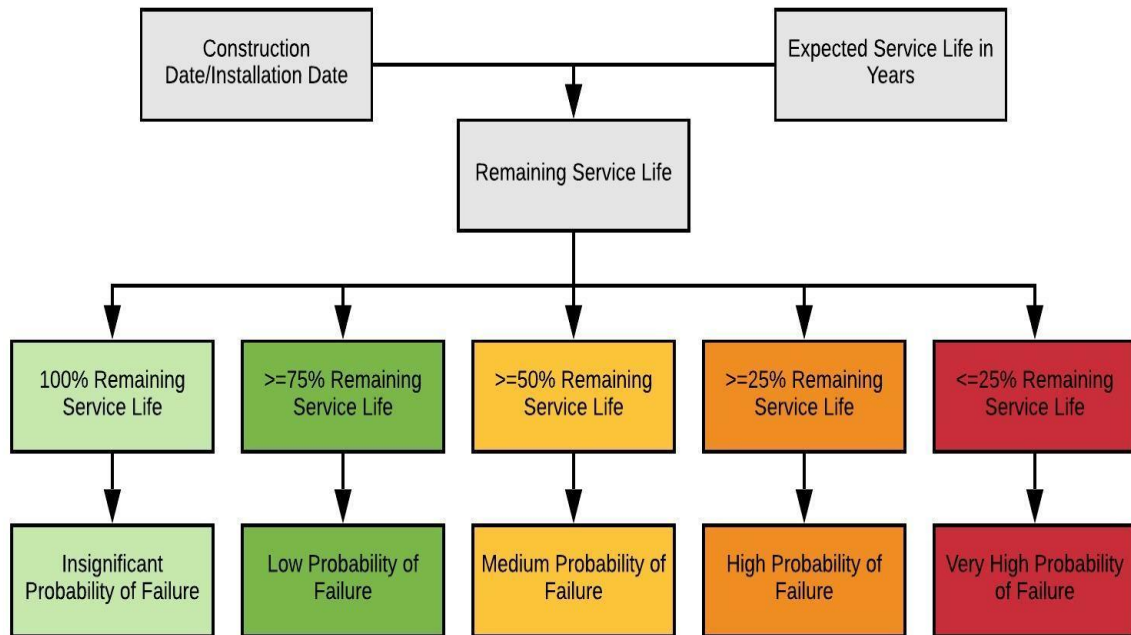 Construction
Date/Installation Date
Expected Service Life in
Years
Remaining Service Life
100% Remaining
Service Life
>=75% Remaining
Service Life
>=50% Remaining
Service Life
>=25% Remaining
Service Life
<=25% Remaining
Service Life
Insignificant
Probability of Failure
Low Probability of
Failure
Medium Probability of
Failure
High Probability of
Failure
Very High Probability
of Failure